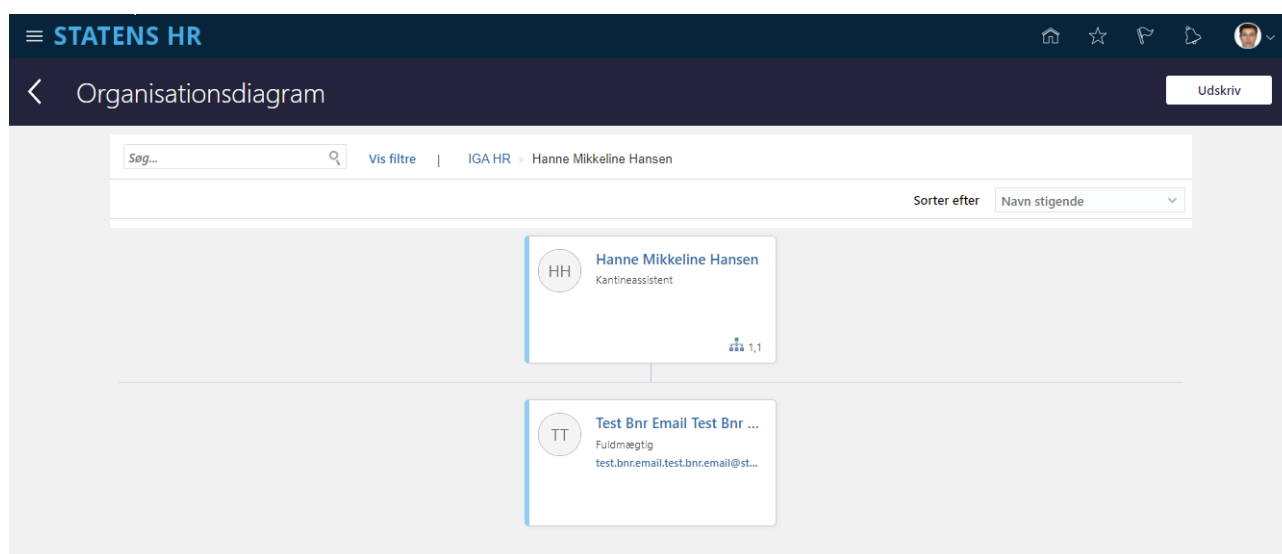 STATENS HR
Organisationsdiagram
Udskriv
Søg...
Vis filtre | IGA HR > Hanne Mikkeline Hansen
Sorter efter Navn stigende
HH
Hanne Mikkeline Hansen
Kantineassistent
1,1
TT
Test Bnr Email Test Bnr ...
Fuldmægtig
test.bnr.email.test.bnr.email@st...